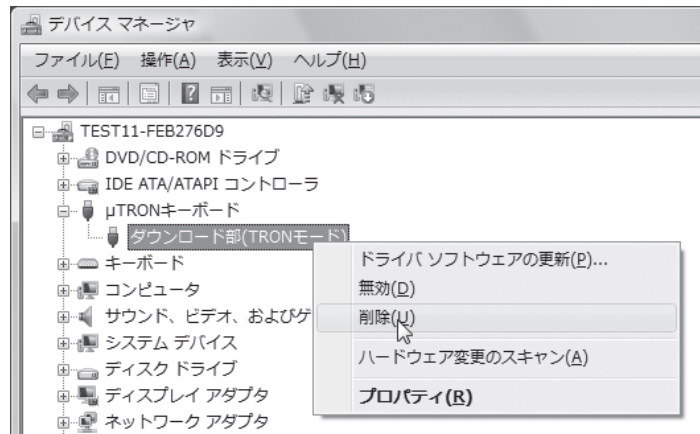 デバイス マネージャ
ファイル(F) 操作(A) 表示(V) ヘルプ(H)
TEST11-FEB276D9
DVD/CD-ROM ドライブ
IDE ATA/ATAPI コントローラ
μTRONキーボード
ダウンロード部(TRONモード)
キーボード
コンピュータ
サウンド、ビデオ、およびゲ
システム デバイス
ディスク ドライブ
ディスプレイ アダプタ
ネットワーク アダプタ
ドライバ ソフトウェアの更新(P)...
無効(D)
削除(U)
ハードウェア変更のスキャン(A)
プロパティ(R)